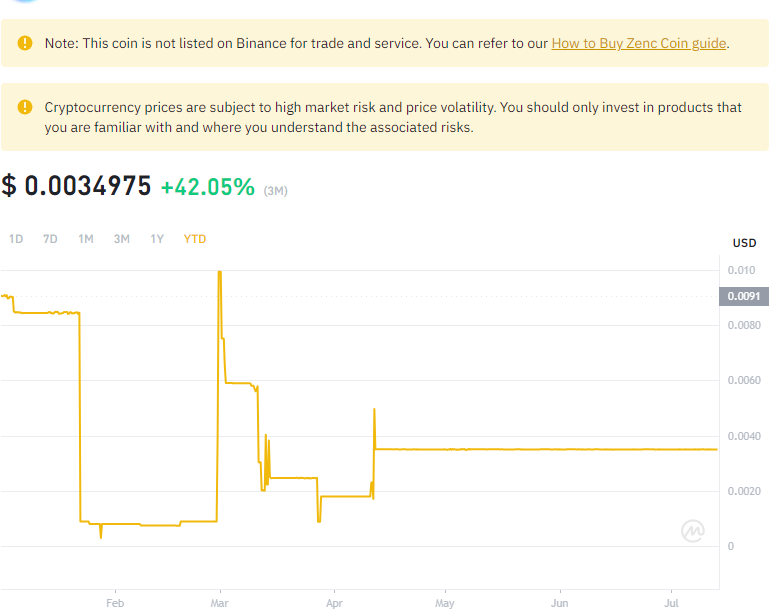 Note: This coin is not listed on Binance for trade and service. You can refer to our How to Buy Zenc Coin guide.
Cryptocurrency prices are subject to high market risk and price volatility. You should only invest in products that
you are familiar with and where you understand the associated risks.
$ 0.0034975 +42.05% (3M)
1D 7D 1M 3M 1Y YTD
USD
0.010
0.0091
0.0080
0.0060
0.0040
0.0020
0
Feb Mar Apr May Jun Jul